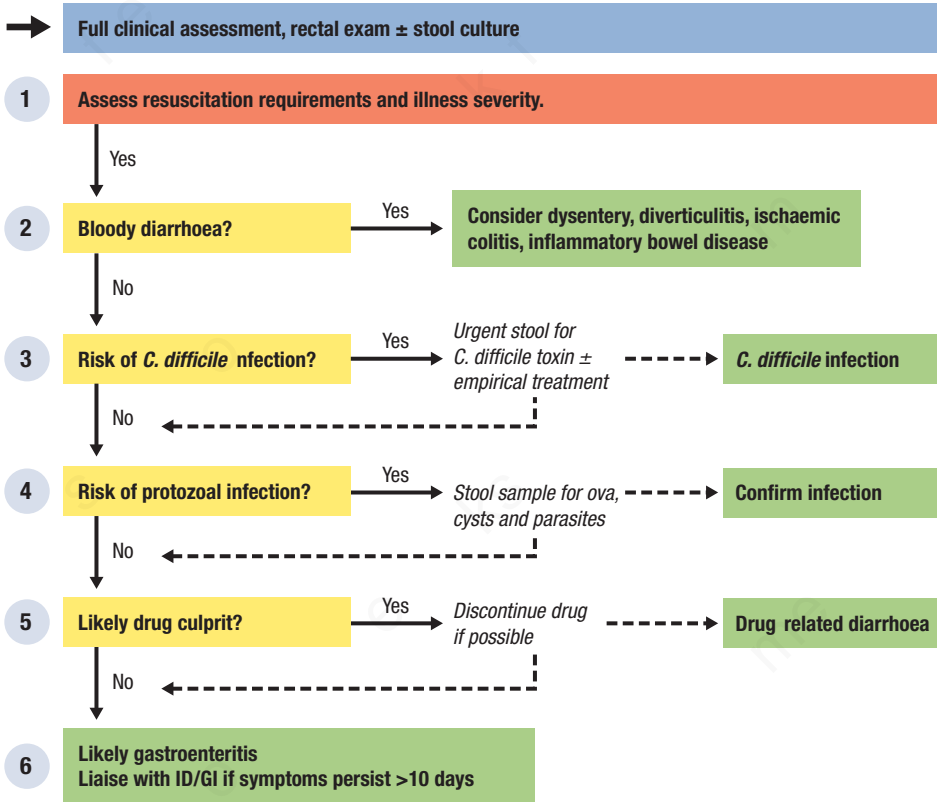 Full clinical assessment, rectal exam ± stool culture
1
Assess resuscitation requirements and illness severity.
Yes
2
Bloody diarrhoea?
Yes
Consider dysentery, diverticulitis, ischaemic
colitis, inflammatory bowel disease
No
3
Risk of C. difficile nfection?
Yes
Urgent stool for
C. difficile toxin ±
empirical treatment
C. difficile infection
No
4
Risk of protozoal infection?
Yes
Stool sample for ova,
cysts and parasites
Confirm infection
No
5
Likely drug culprit?
Yes
Discontinue drug
if possible
Drug related diarrhoea
No
6
Likely gastroenteritis
Liaise with ID/GI if symptoms persist >10 days